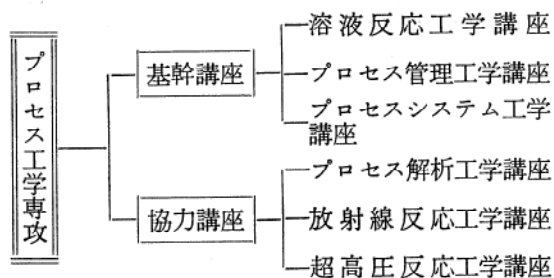 プロセス工学専攻
基幹講座
溶液反応工学講座
プロセス管理工学講座
プロセスシステム工学
講座
協力講座
プロセス解析工学講座
放射線反応工学講座
超高圧反応工学講座